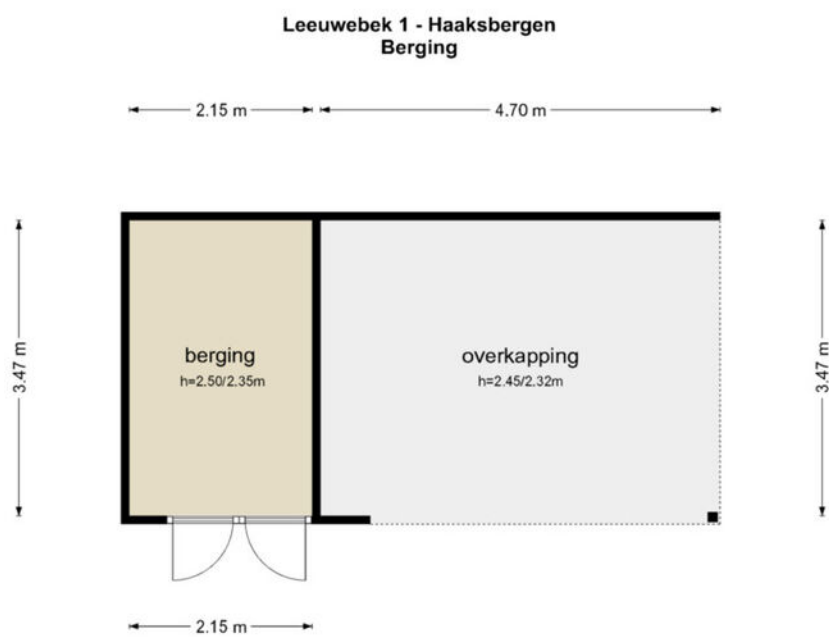 Leeuwebek 1 - Haaksbergen
Berging
2.15 m
4.70 m
3.47 m
3.47 m
berging
h=2.50/2.35m
overkapping
h=2.45/2.32m
2.15 m